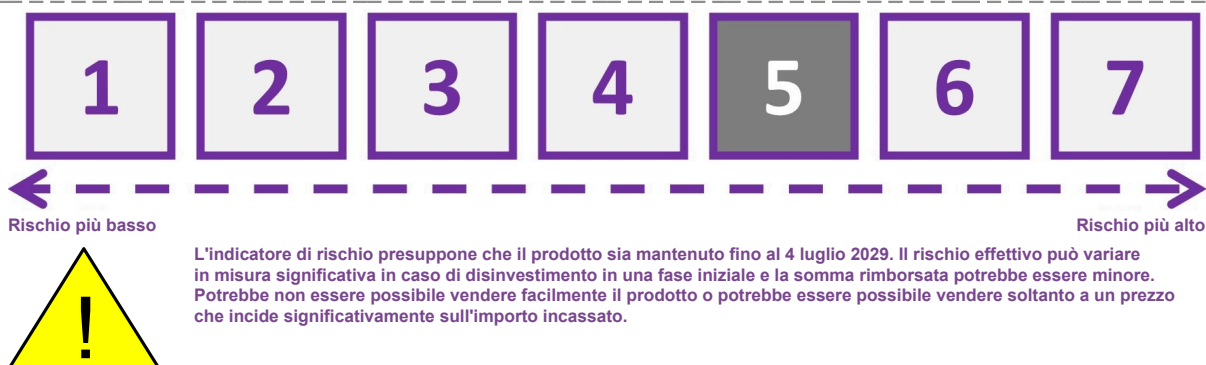 1 2 3 4 5 6 7
Rischio più basso Rischio più alto
!
L'indicatore di rischio presuppone che il prodotto sia mantenuto fino al 4 luglio 2029. Il rischio effettivo può variare
in misura significativa in caso di disinvestimento in una fase iniziale e la somma rimborsata potrebbe essere minore.
Potrebbe non essere possibile vendere facilmente il prodotto o potrebbe essere possibile vendere soltanto a un prezzo
che incide significativamente sull'importo incassato.